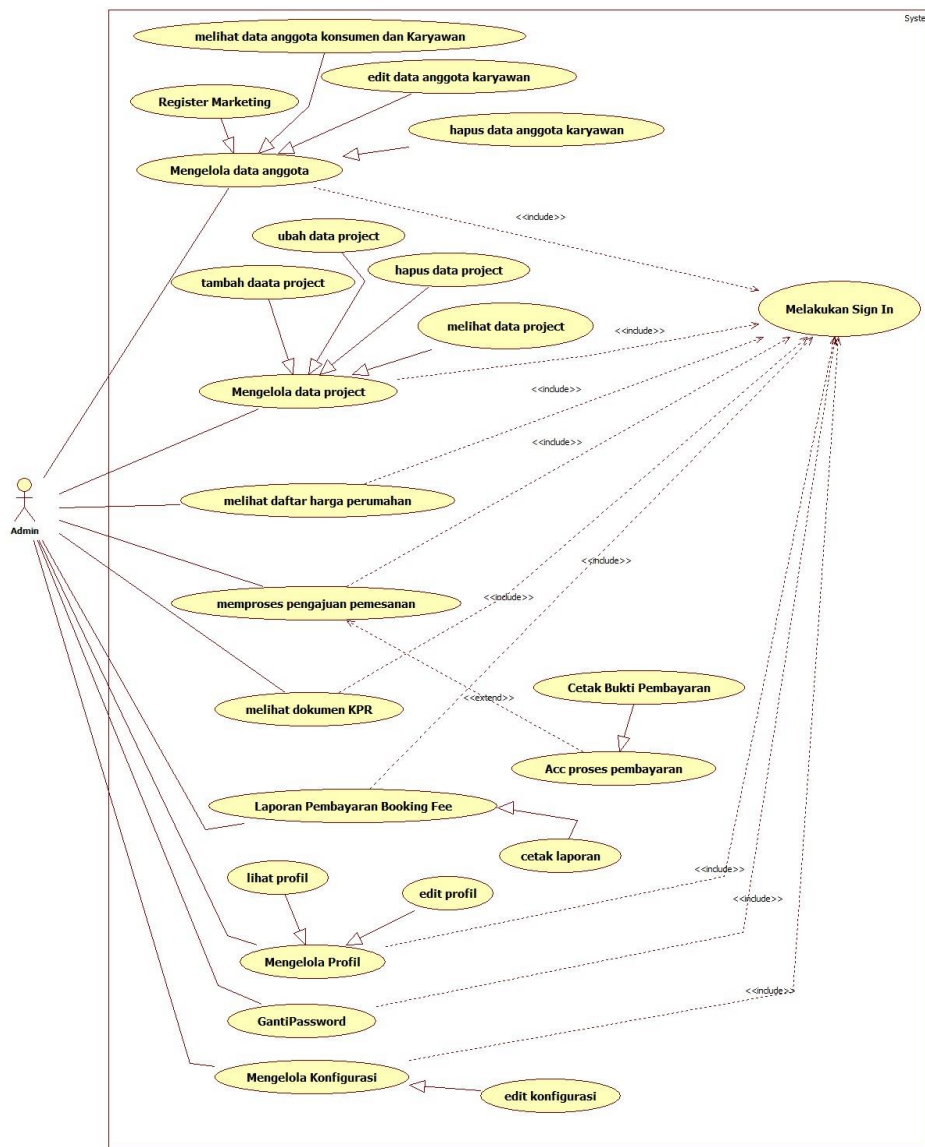 Syste
melihat data anggota konsumen dan Karyawan
edit data anggota karyawan
Register Marketing
hapus data anggota karyawan
Mengelola data anggota
<<include>>
ubah data project
hapus data project
tambah daata project
Melakukan Sign In
melihat data project
<<include>>
Mengelola data project
<<include>>
<<include>>
melihat daftar harga perumahan
Admin
<<include>>
memproses pengajuan pemesanan
<<include>>
Cetak Bukti Pembayaran
<<extend>>
melihat dokumen KPR
Acc proses pembayaran
Laporan Pembayaran Booking Fee
cetak laporan
<<include>>
lihat profil
edit profil
<<include>>
Mengelola Profil
<<include>>
GantiPassword
Mengelola Konfigurasi
edit konfigurasi